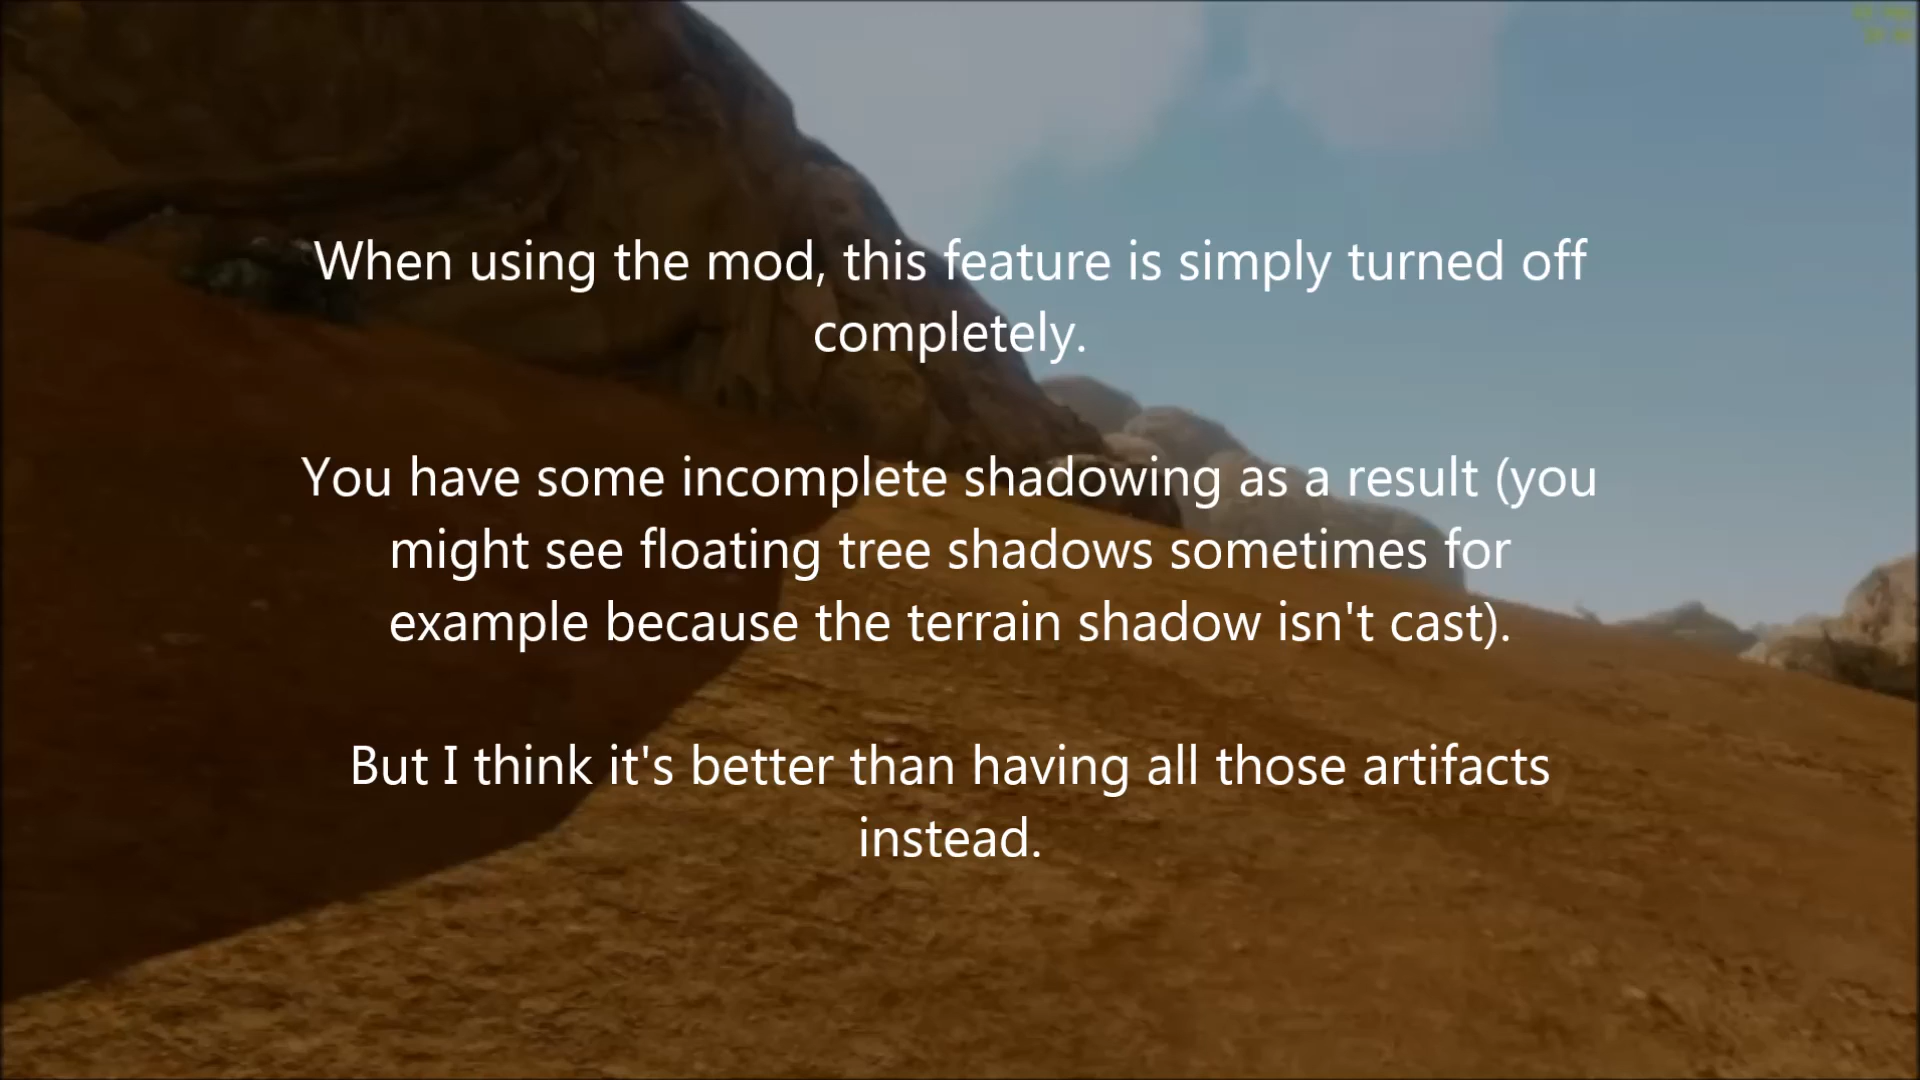 When using the mod, this feature is simply turned off
completely.
You have some incomplete shadowing as a result (you
might see floating tree shadows sometimes for
example because the terrain shadow isn't cast).
But I think it's better than having all those artifacts
instead.